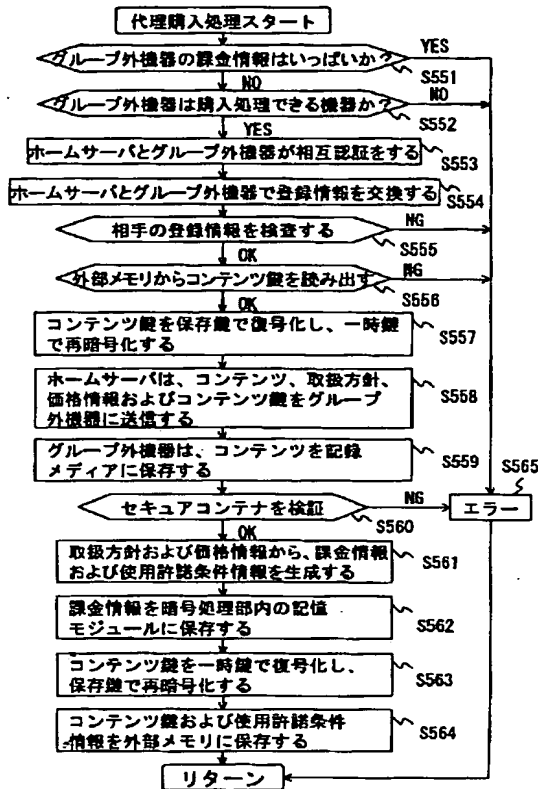 代理購入処理スタート
グループ外機器の課金情報はいっぱいか?
YES
S551
NO
グループ外機器は購入処理できる機器か?
NO
S552
YES
ホームサーバとグループ外機器が相互認証をする
S553
ホームサーバとグループ外機器で登録情報を交換する
S554
相手の登録情報を検査する
NG
S555
OK
外部メモリからコンテンツ鍵を読み出す
NG
S556
OK
コンテンツ鍵を保存鍵で復号化し、一時鍵
で再暗号化する
S557
ホームサーバは、コンテンツ、取扱方針、
価格情報およびコンテンツ鍵をグループ
外機器に送信する
S558
グループ外機器は、コンテンツを記録
メディアに保存する
S559
S565
セキュアコンテナを検証
NG
エラー
S560
OK
取扱方針および価格情報から、課金情報
および使用許諾条件情報を生成する
S561
課金情報を暗号処理部内の記憶
モジュールに保存する
S562
コンテンツ鍵を一時鍵で復号化し、
保存鍵で再暗号化する
S563
コンテンツ鍵および使用許諾条件
情報を外部メモリに保存する
S564
リターン